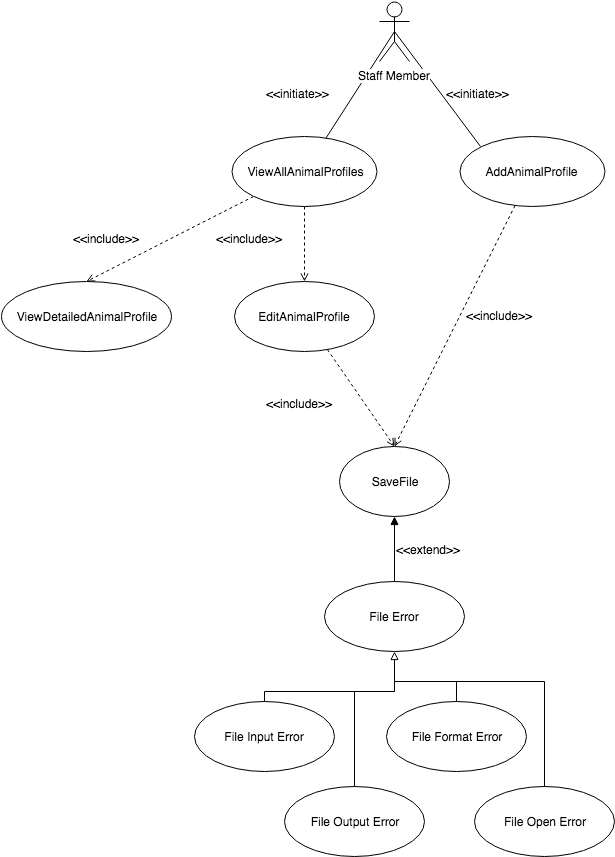 Staff Member
<<initiate>>
<<initiate>>
ViewAllAnimalProfiles
AddAnimalProfile
<<include>>
<<include>>
ViewDetailedAnimalProfile
EditAnimalProfile
<<include>>
<<include>>
SaveFile
<<extend>>
File Error
File Input Error
File Format Error
File Output Error
File Open Error